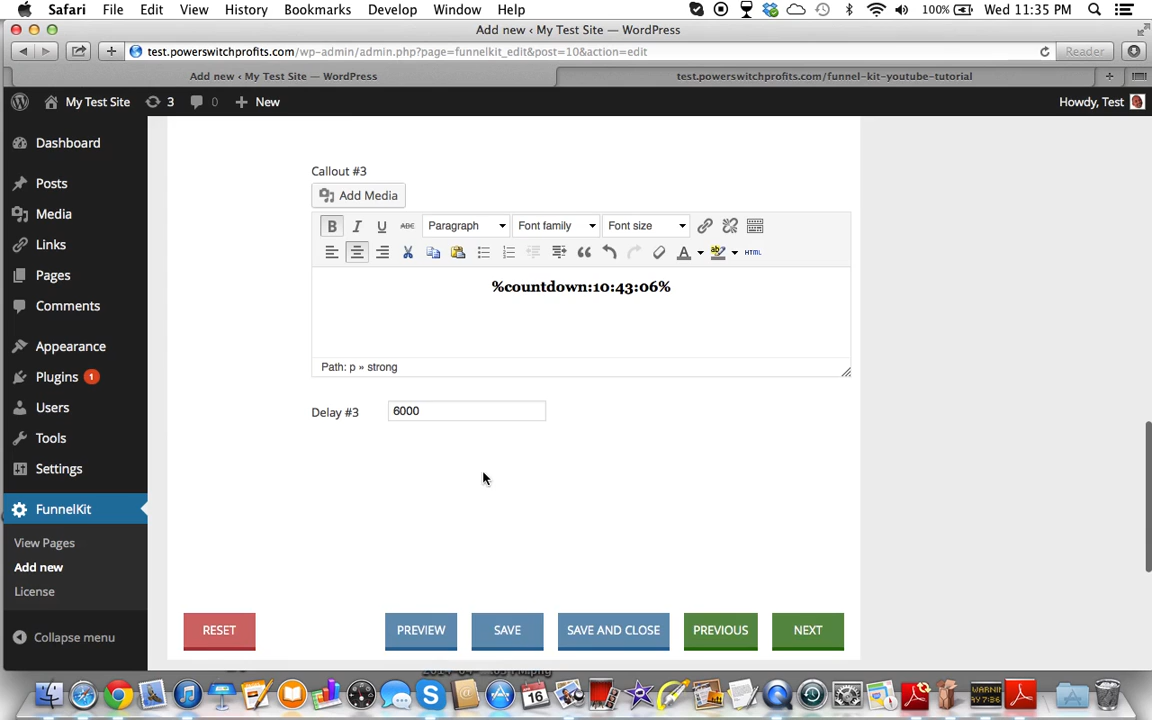 Safari File Edit View History Bookmarks Develop Window Help 100% Wed 11:35 PM
Add new ‹ My Test Site — WordPress
test.powerswitchprofits.com/wp-admin/admin.php?page=funnelkit_edit&post=10&action=edit Reader
Add new ‹ My Test Site — WordPress test.powerswitchprofits.com/funnel-kit-youtube-tutorial
My Test Site 3 0 New Howdy, Test
Dashboard
Posts
Media
Links
Pages
Comments
Appearance
Plugins 1
Users
Tools
Settings
FunnelKit
View Pages
Add new
License
Collapse menu
Callout #3
Add Media
B I U ABC Paragraph Font family Font size
A ab HTML
%countdown:10:43:06%
Path: p » strong
Delay #3 6000
RESET PREVIEW SAVE SAVE AND CLOSE PREVIOUS NEXT
16